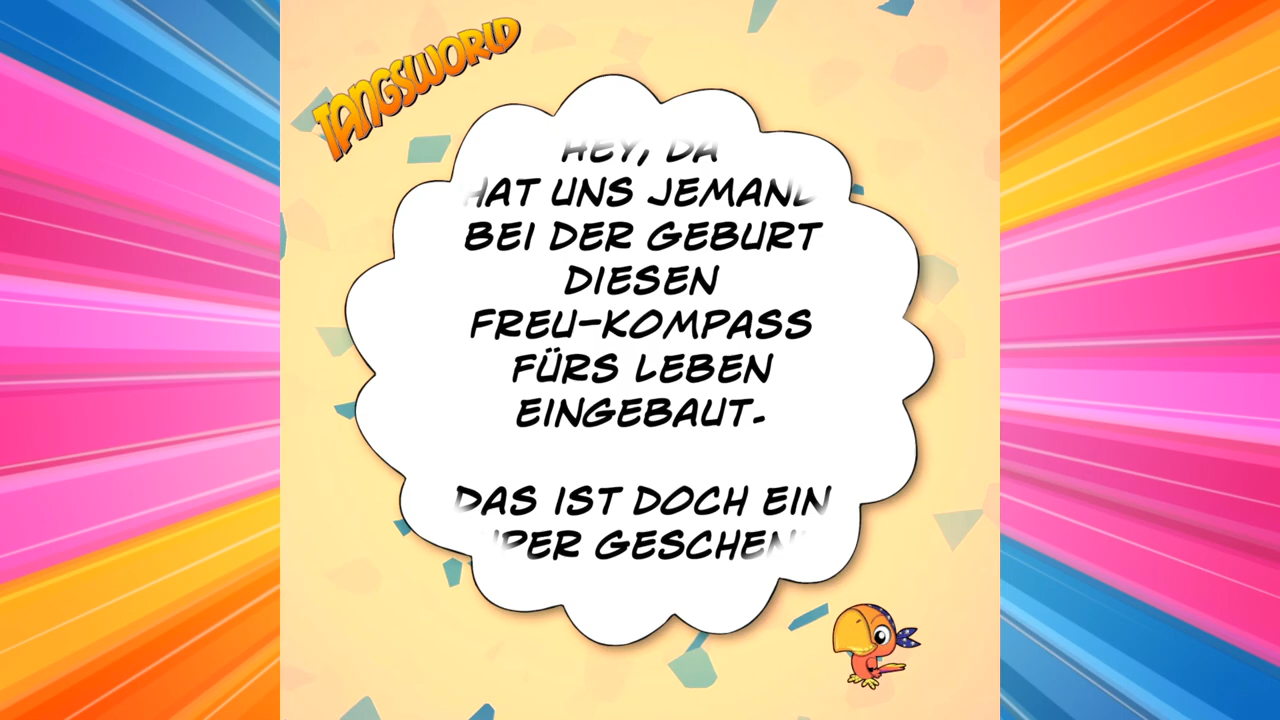 TANGSWORLD
HEY, DA
HAT UNS JEMAND
BEI DER GEBURT
DIESEN
FREU-KOMPASS
FÜRS LEBEN
EINGEBAUT.
DAS IST DOCH EIN
GESCHENK